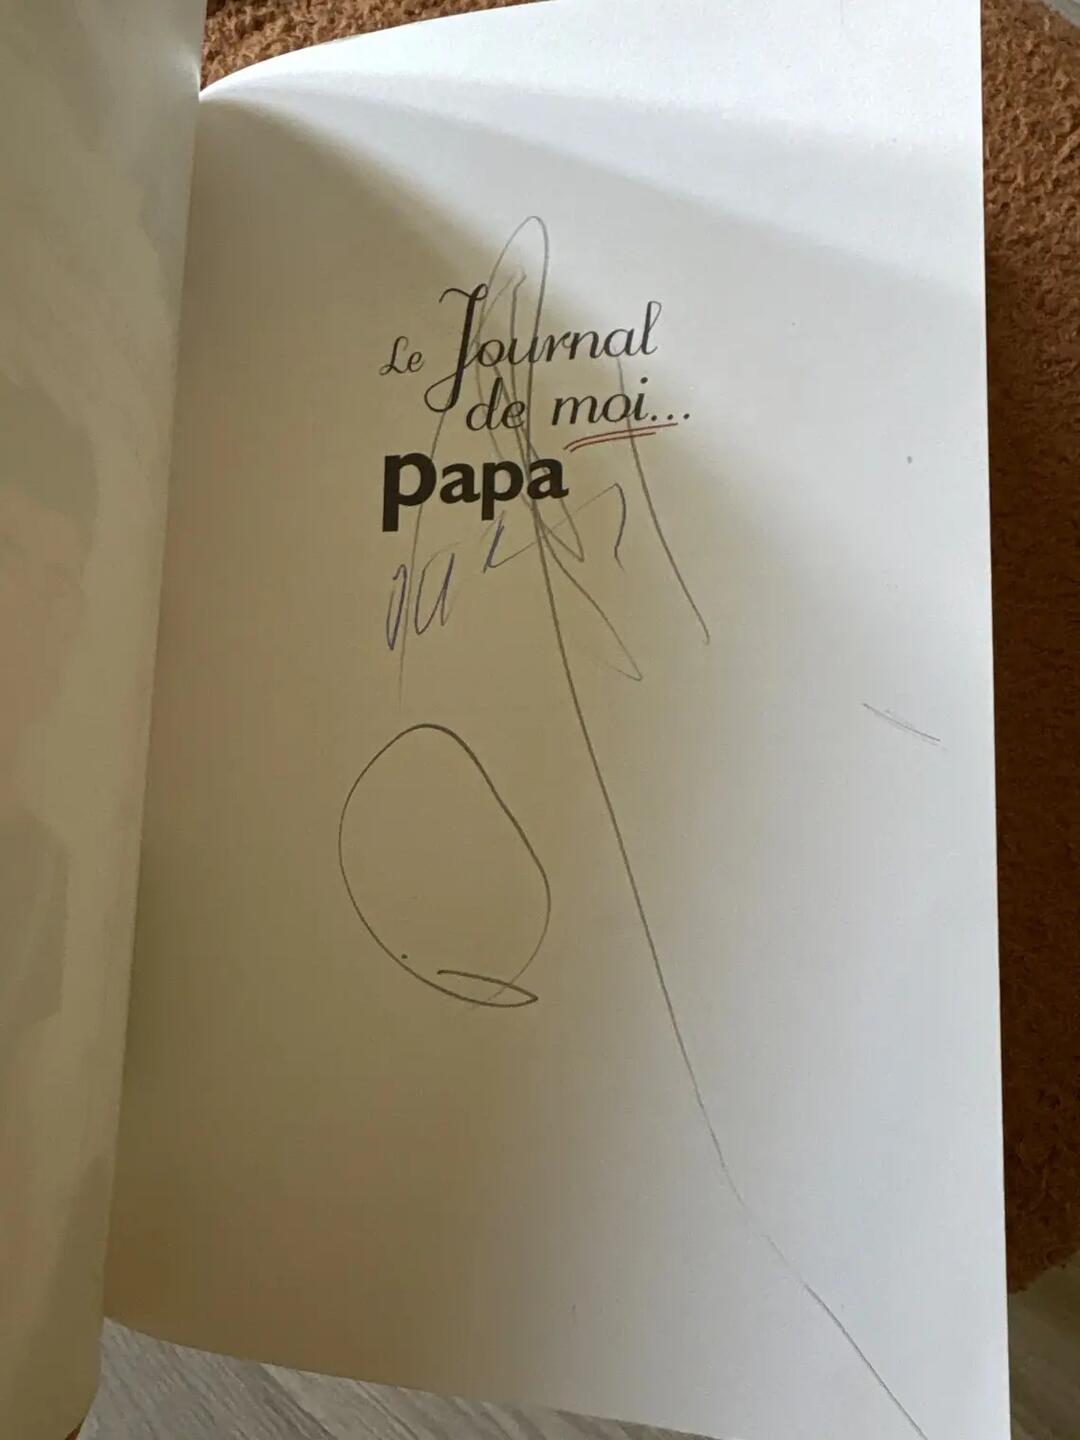 Le Journal
de moi...
papa